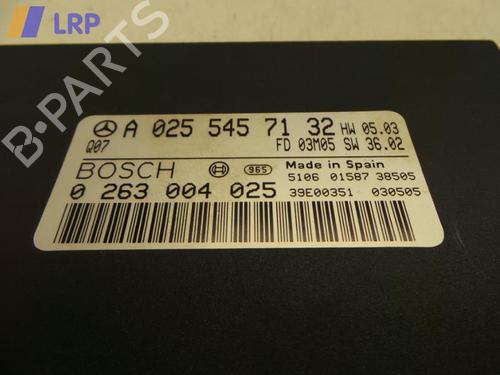 LRP
A 025 545 71 32 HW 05.03
Q07 FD 03M05 SW 36.02
BOSCH 965 Made in Spain
5106 01587 38505
0 263 004 025 39E00351 030505
B-PARTS